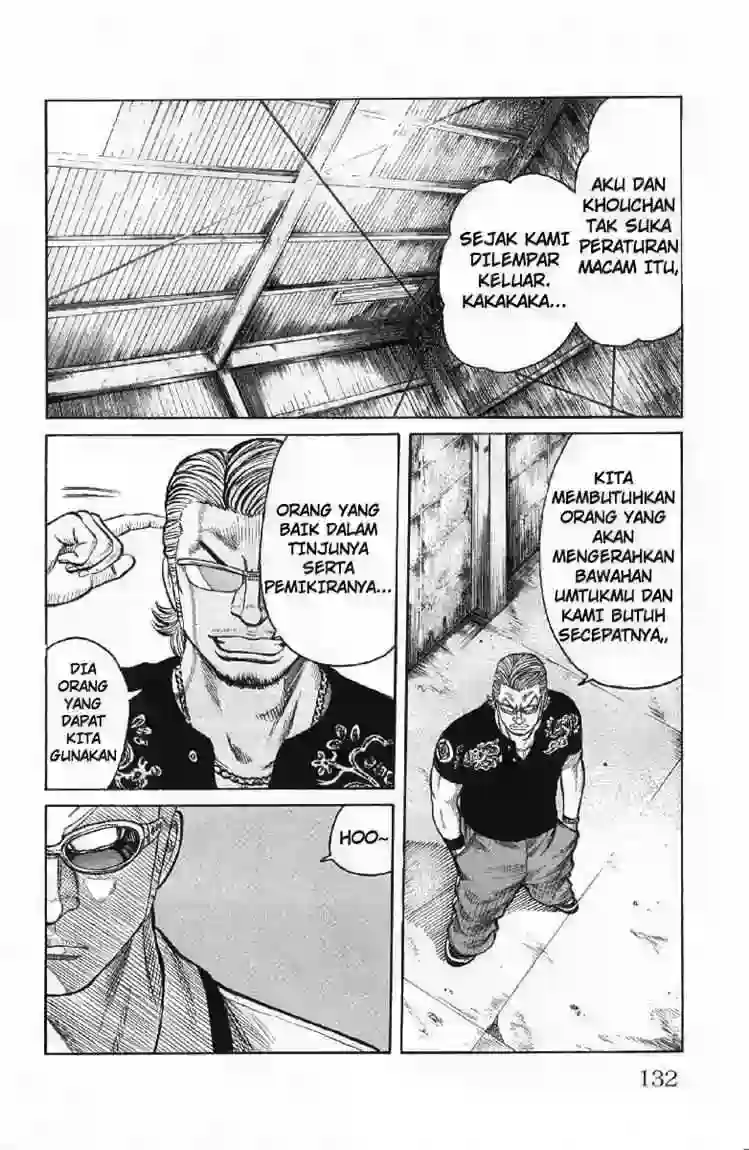 AKU DAN
KHOUCHAN
TAK SUKA
PERATURAN
MACAM ITU,
SEJAK KAMI
DILEMPAR
KELUAR.
KAKAKAKA...
KITA
MEMBUTUHKAN
ORANG YANG
AKAN
MENGERAHKAN
BAWAHAN
UMTUKMU DAN
KAMI BUTUH
SECEPATNYA,,
ORANG YANG
BAIK DALAM
TINJUNYA
SERTA
PEMIKIRANYA...
DIA
ORANG
YANG
DAPAT
KITA
GUNAKAN
HOO~
132